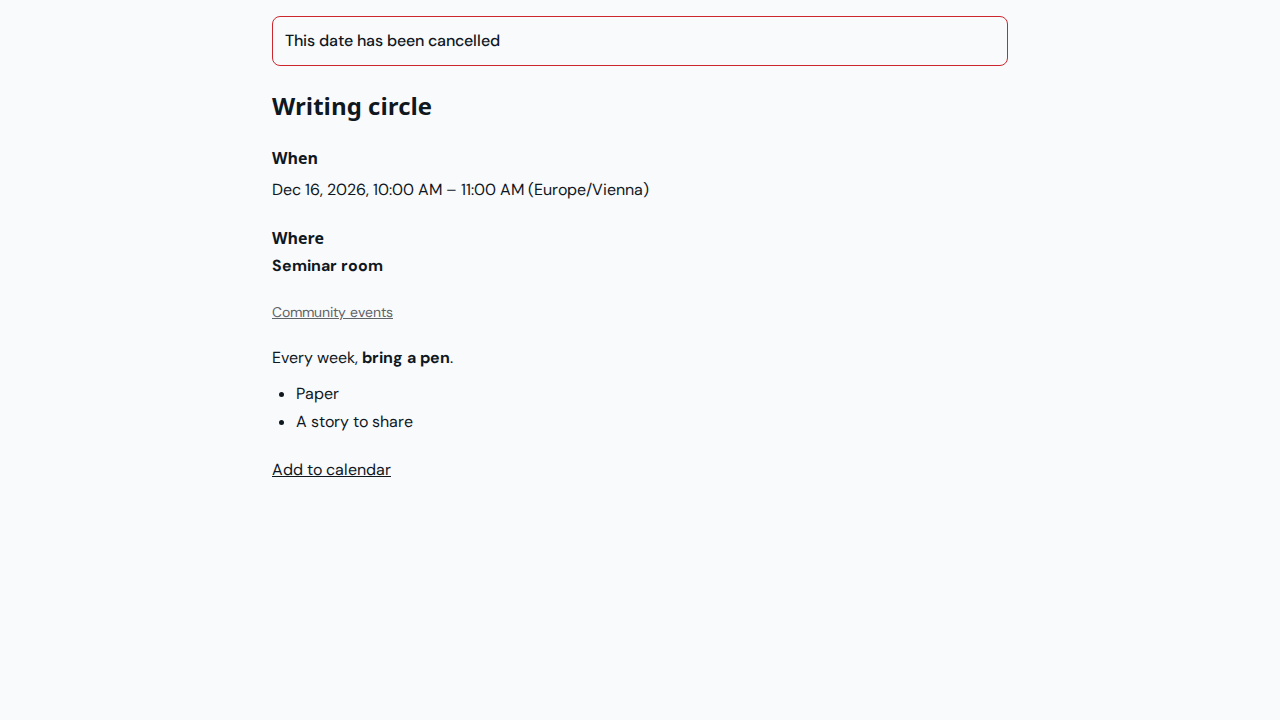 This date has been cancelled
Writing circle
When
Dec 16, 2026, 10:00 AM – 11:00 AM (Europe/Vienna)
Where
Seminar room
Community events
Every week, bring a pen.
Paper
A story to share
Add to calendar